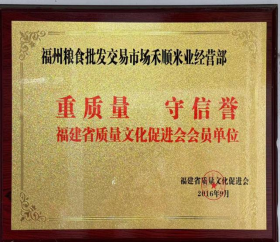 福州粮食批发交易市场禾顺米业经营部
重质量 守信誉
福建省质量文化促进会会员单位
福建省质量文化促进会
2016年9月